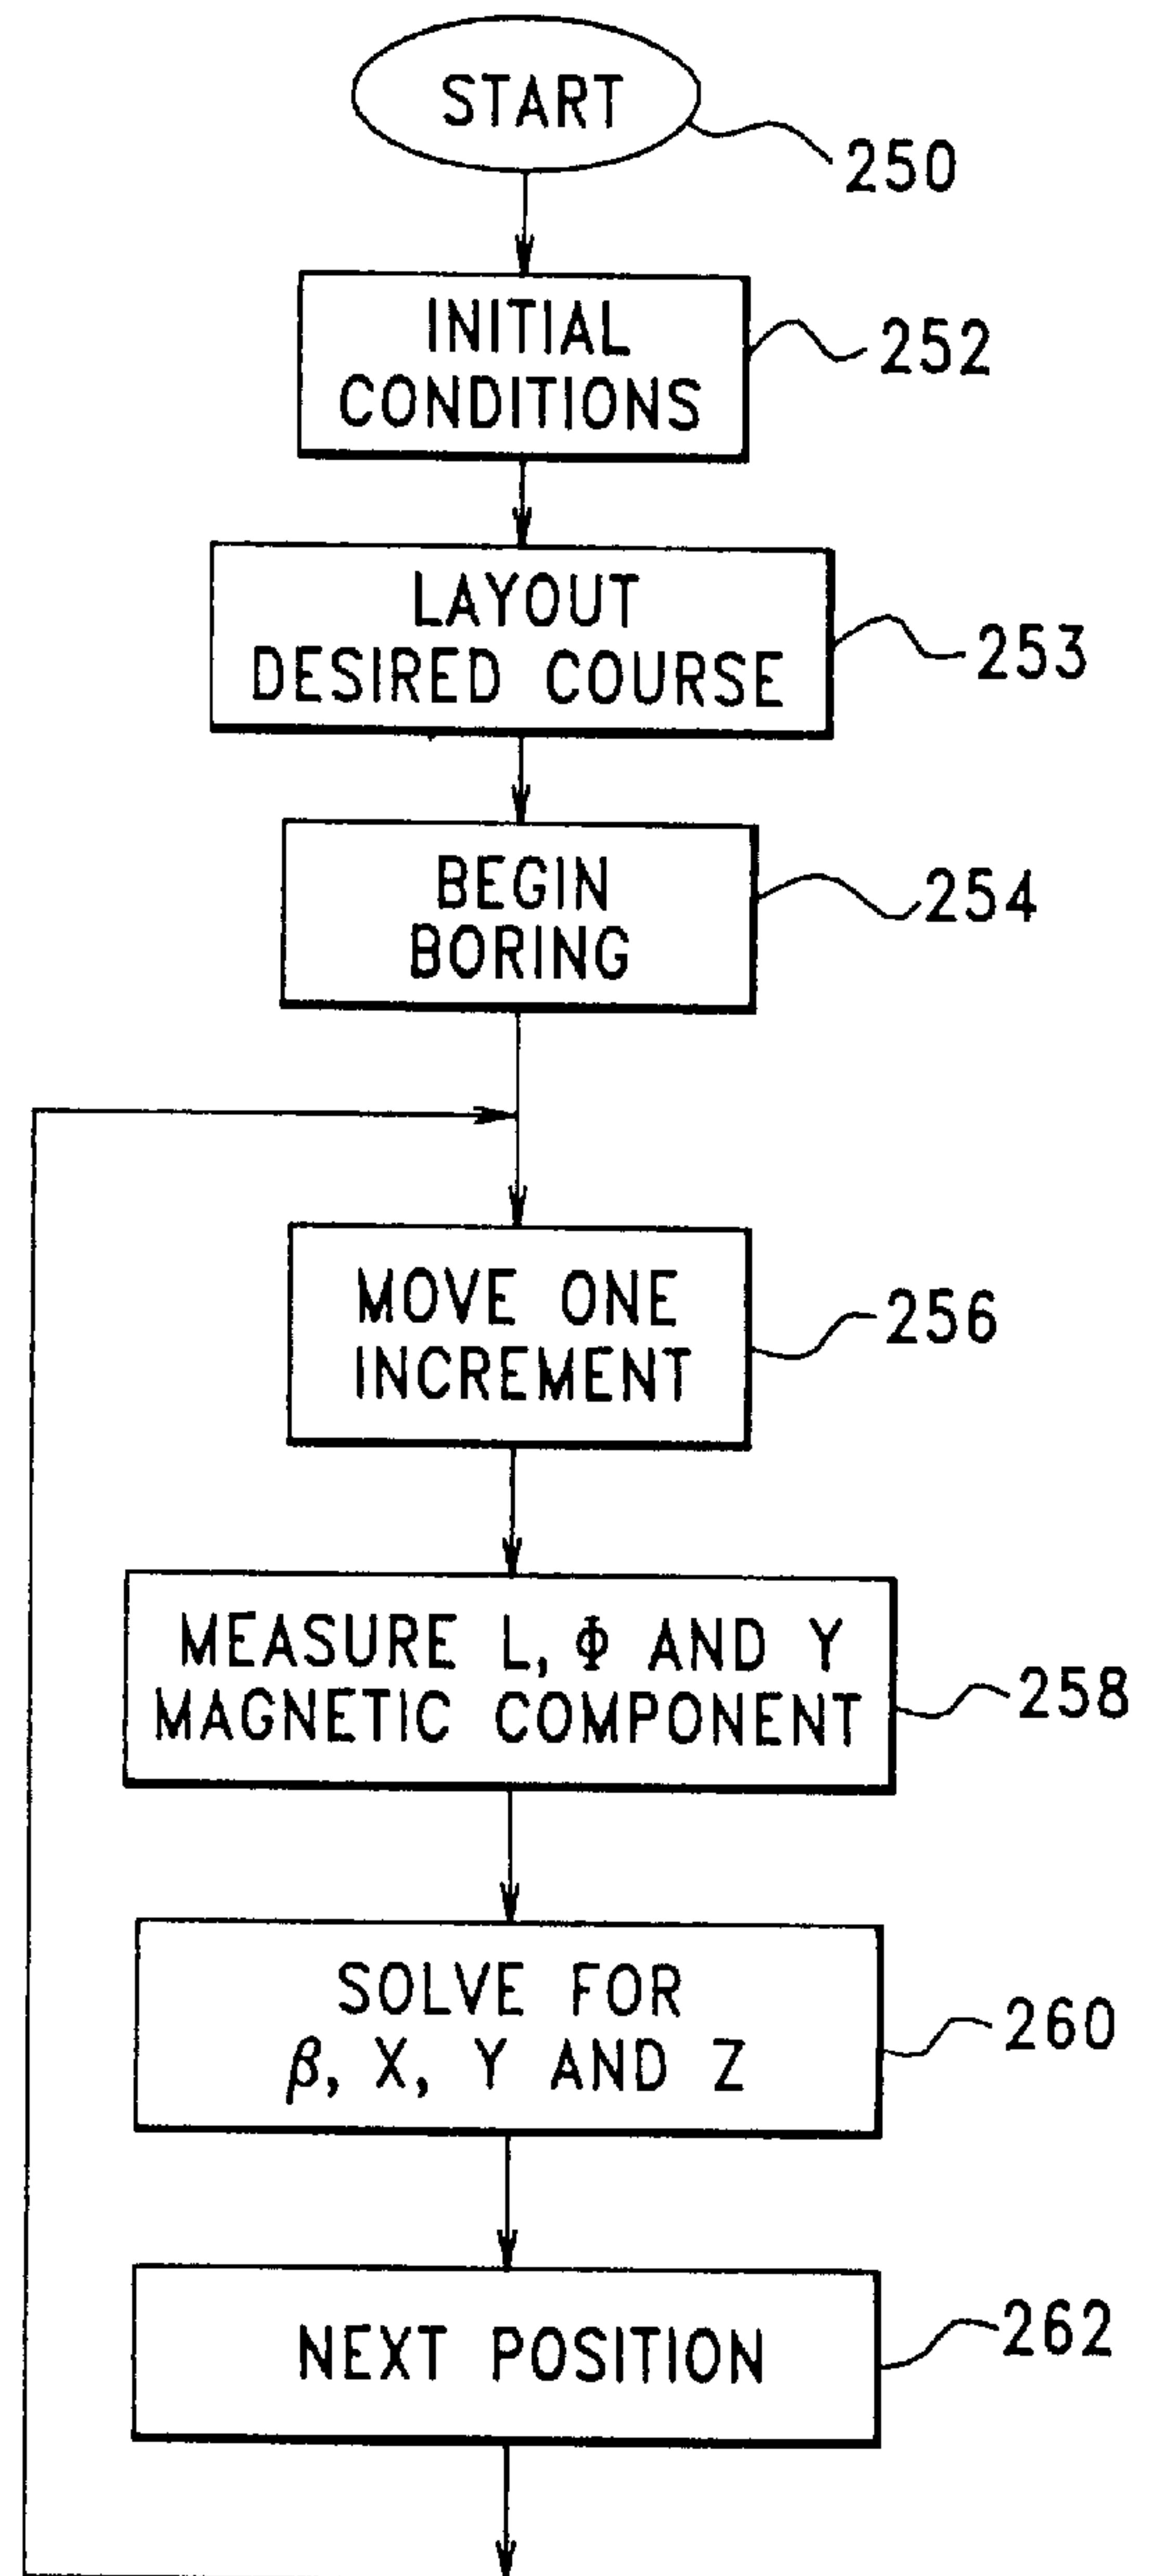 START
250
INITIAL
CONDITIONS
252
LAYOUT
DESIRED COURSE
253
BEGIN
BORING
254
MOVE ONE
INCREMENT
256
MEASURE L, Φ AND Y
MAGNETIC COMPONENT
258
SOLVE FOR
β, X, Y AND Z
260
NEXT POSITION
262